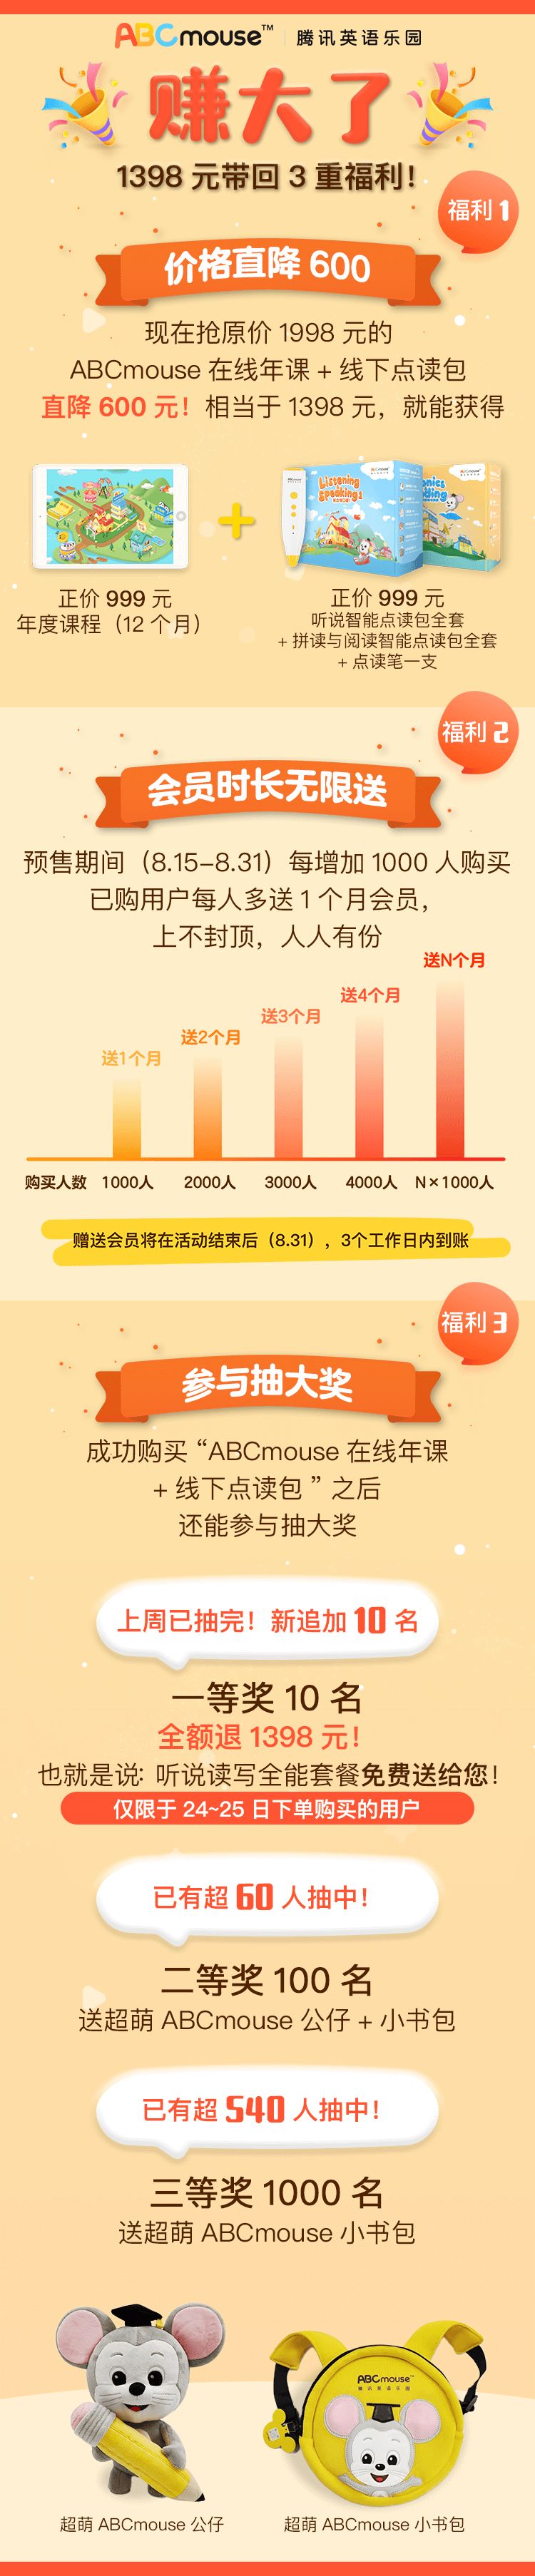 ABCmouse™ 腾讯英语乐园
赚大了
1398 元带回 3 重福利！
福利 1
价格直降 600
现在抢原价 1998 元的
ABCmouse 在线年课 + 线下点读包
直降 600 元！相当于 1398 元，就能获得
Listening
Speaking
正价 999 元
年度课程（12 个月）
正价 999 元
听说智能点读包全套
+ 拼读与阅读智能点读包全套
+ 点读笔一支
福利 2
会员时长无限送
预售期间（8.15–8.31）每增加 1000 人购买
已购用户每人多送 1 个月会员，
上不封顶，人人有份
送N个月
送4个月
送3个月
送2个月
送1个月
购买人数 1000人 2000人 3000人 4000人 N×1000人
赠送会员将在活动结束后（8.31），3个工作日内到账
福利 3
参与抽大奖
成功购买 “ABCmouse 在线年课
+ 线下点读包 ” 之后
还能参与抽大奖
上周已抽完！新追加 10 名
一等奖 10 名
全额退 1398 元！
也就是说：听说读写全能套餐免费送给您！
仅限于 24~25 日下单购买的用户
已有超 60 人抽中！
二等奖 100 名
送超萌 ABCmouse 公仔 + 小书包
已有超 540 人抽中！
三等奖 1000 名
送超萌 ABCmouse 小书包
ABCmouse™
腾讯英语乐园
超萌 ABCmouse 公仔
超萌 ABCmouse 小书包